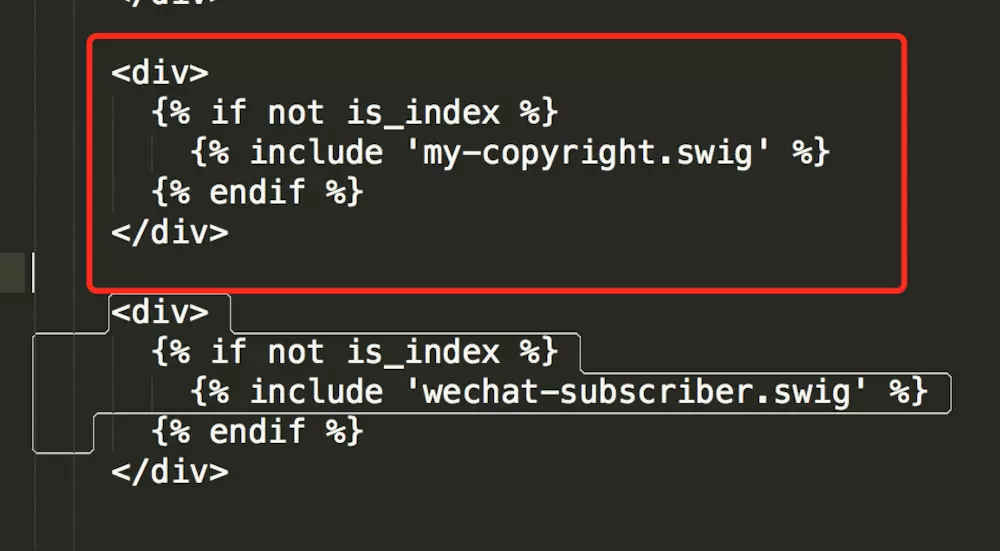 </div>
<div>
{% if not is_index %}
{% include 'my-copyright.swig' %}
{% endif %}
</div>
<div>
{% if not is_index %}
{% include 'wechat-subscriber.swig' %}
{% endif %}
</div>